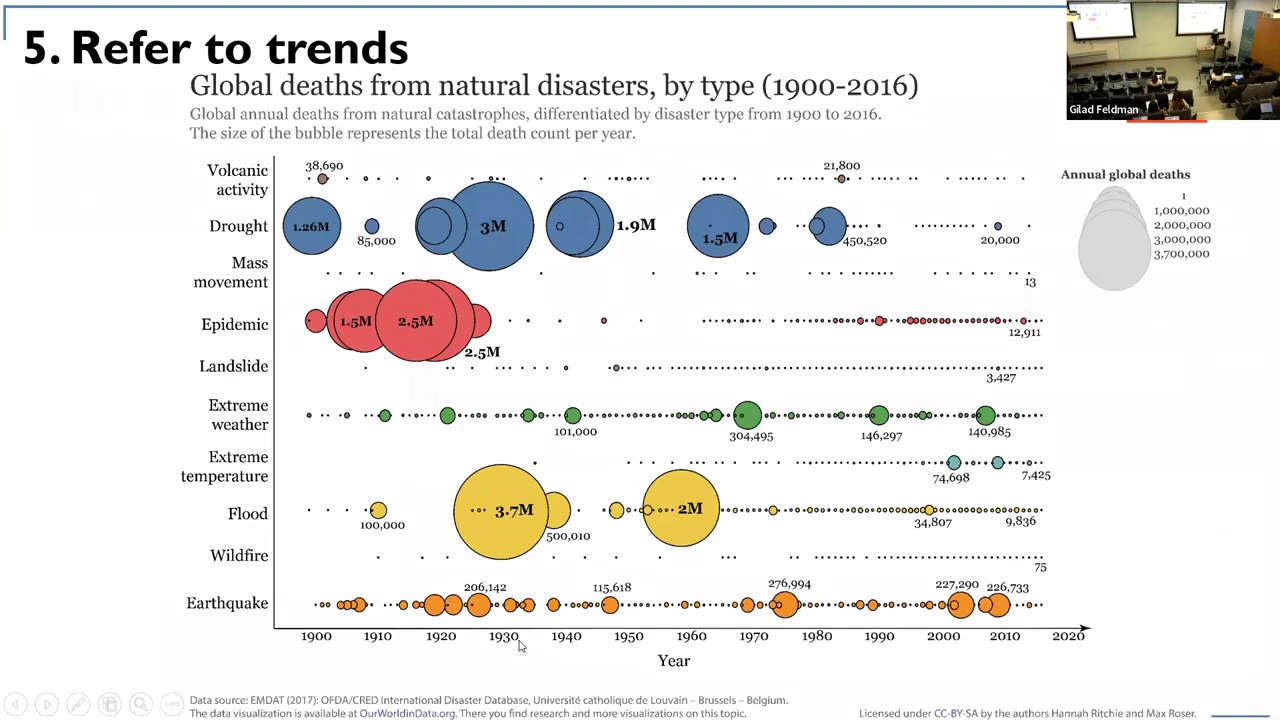 5. Refer to trends
Gilad Feldman
Global deaths from natural disasters, by type (1900-2016)
Global annual deaths from natural catastrophes, differentiated by disaster type from 1900 to 2016.
The size of the bubble represents the total death count per year.
Annual global deaths
1
1,000,000
2,000,000
3,000,000
3,700,000
Volcanic
activity
38,690
21,800
Drought
1.26M
85,000
3M
1.9M
1.5M
450,520
20,000
Mass
movement
13
Epidemic
1.5M
2.5M
2.5M
12,911
Landslide
3,427
Extreme
weather
101,000
304,495
146,297
140,985
Extreme
temperature
74,698
7,425
Flood
100,000
3.7M
500,010
2M
34,807
9,836
Wildfire
75
Earthquake
206,142
115,618
276,994
227,290
226,733
1900 1910 1920 1930 1940 1950 1960 1970 1980 1990 2000 2010 2020
Year
Data source: EMDAT (2017): OFDA/CRED International Disaster Database, Université catholique de Louvain – Brussels – Belgium.
The data visualization is available at OurWorldinData.org. There you find research and more visualizations on this topic.
Licensed under CC-BY-SA by the authors Hannah Ritchie and Max Roser.